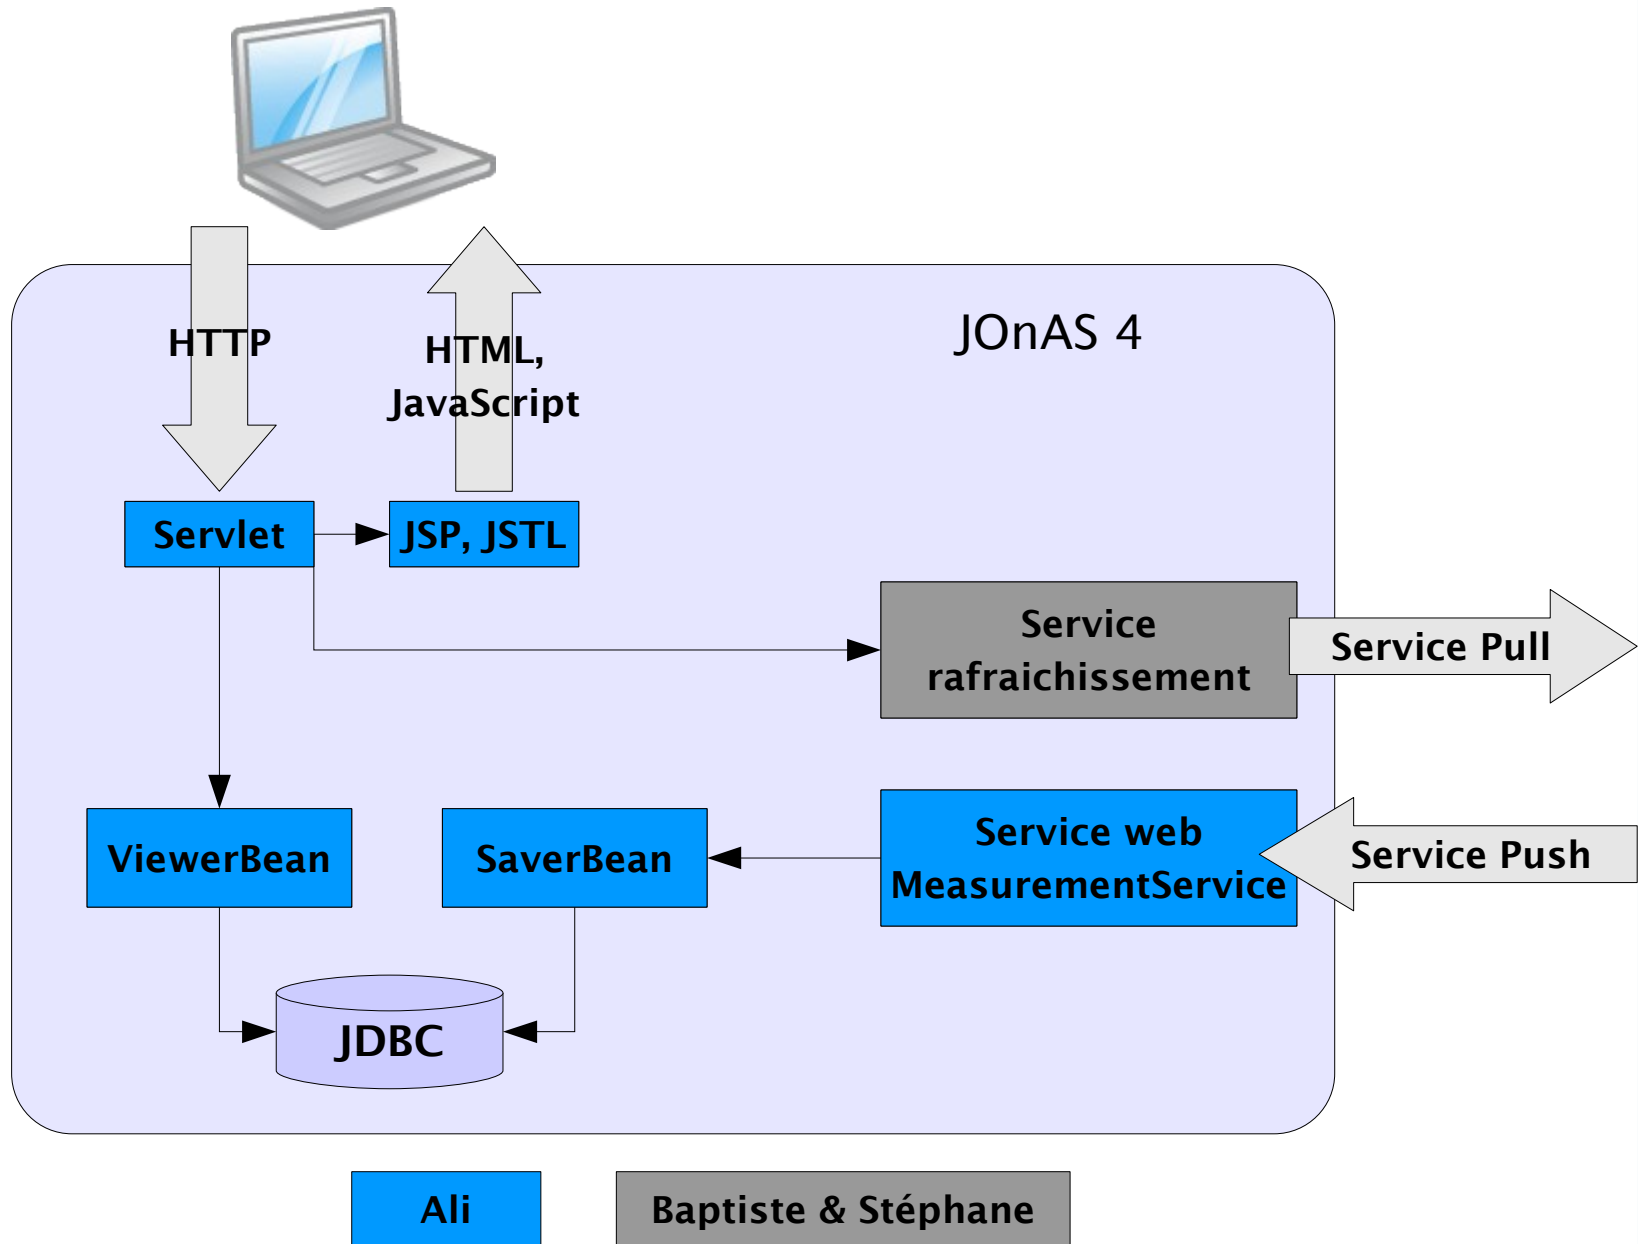 JOnAS 4
HTTP
HTML,
JavaScript
Servlet
JSP, JSTL
Service
rafraichissement
Service Pull
ViewerBean
SaverBean
Service web
MeasurementService
Service Push
JDBC
Ali
Baptiste & Stéphane